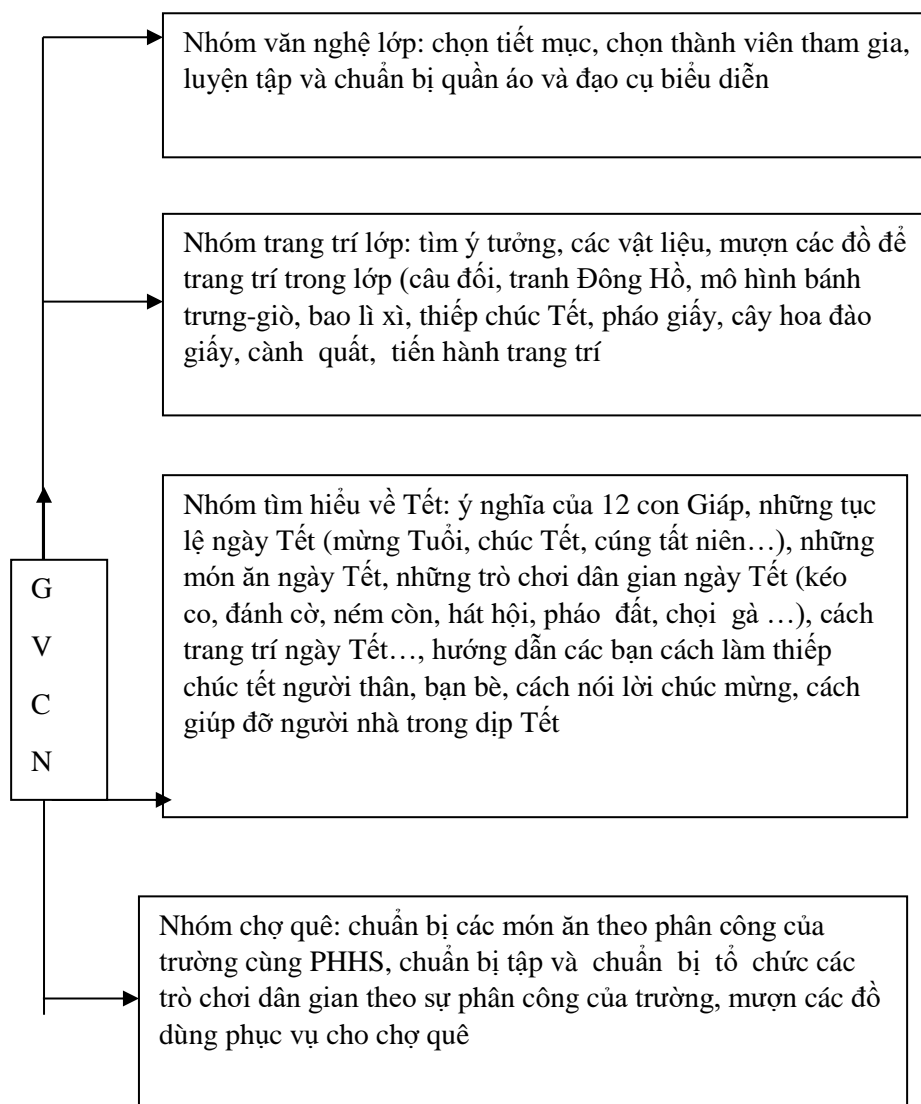 Nhóm văn nghệ lớp: chọn tiết mục, chọn thành viên tham gia,
luyện tập và chuẩn bị quần áo và đạo cụ biểu diễn
Nhóm trang trí lớp: tìm ý tưởng, các vật liệu, mượn các đồ để
trang trí trong lớp (câu đối, tranh Đông Hồ, mô hình bánh
trưng-giò, bao lì xì, thiếp chúc Tết, pháo giấy, cây hoa đào
giấy, cành quất, tiến hành trang trí
Nhóm tìm hiểu về Tết: ý nghĩa của 12 con Giáp, những tục
lệ ngày Tết (mừng Tuổi, chúc Tết, cúng tất niên…), những
món ăn ngày Tết, những trò chơi dân gian ngày Tết (kéo
co, đánh cờ, ném còn, hát hội, pháo đất, chọi gà …), cách
trang trí ngày Tết…, hướng dẫn các bạn cách làm thiếp
chúc tết người thân, bạn bè, cách nói lời chúc mừng, cách
giúp đỡ người nhà trong dịp Tết
G
V
C
N
Nhóm chợ quê: chuẩn bị các món ăn theo phân công của
trường cùng PHHS, chuẩn bị tập và chuẩn bị tổ chức các
trò chơi dân gian theo sự phân công của trường, mượn các đồ
dùng phục vụ cho chợ quê